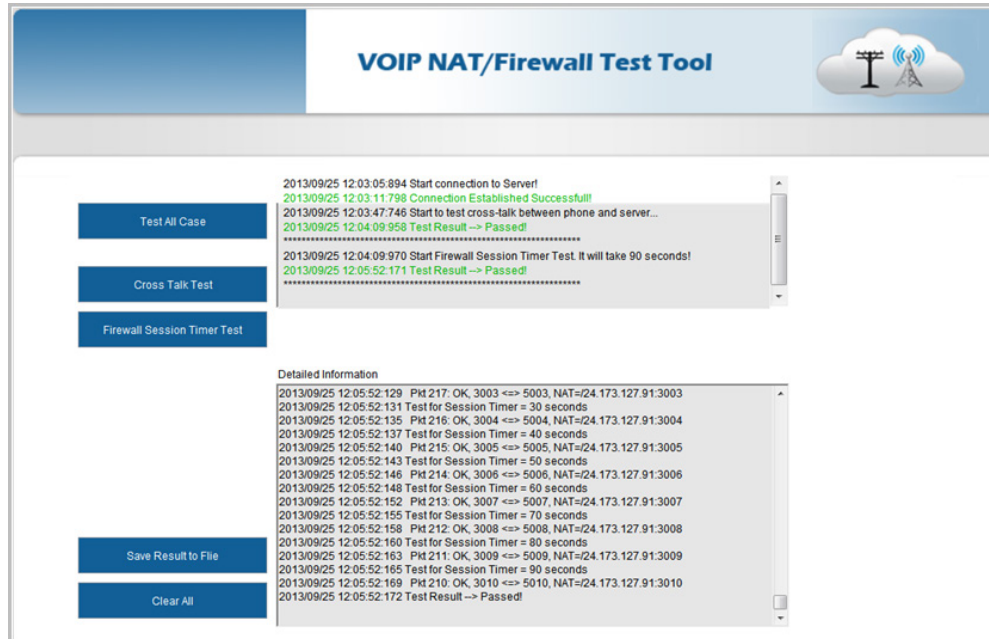 VOIP NAT/Firewall Test Tool
2013/09/25 12:03:05:894 Start connection to Server!
2013/09/25 12:03:11:798 Connection Established Successfull!
Test All Case
2013/09/25 12:03:47:746 Start to test cross-talk between phone and server...
2013/09/25 12:04:09:958 Test Result --> Passed!
******************************************************************
2013/09/25 12:04:09:970 Start Firewall Session Timer Test. It will take 90 seconds!
Cross Talk Test
2013/09/25 12:05:52:171 Test Result --> Passed!
******************************************************************
Firewall Session Timer Test
Detailed Information
2013/09/25 12:05:52:129 Pkt 217: OK, 3003 <=> 5003, NAT=/24.173.127.91:3003
2013/09/25 12:05:52:131 Test for Session Timer = 30 seconds
2013/09/25 12:05:52:135 Pkt 216: OK, 3004 <=> 5004, NAT=/24.173.127.91:3004
2013/09/25 12:05:52:137 Test for Session Timer = 40 seconds
2013/09/25 12:05:52:140 Pkt 215: OK, 3005 <=> 5005, NAT=/24.173.127.91:3005
2013/09/25 12:05:52:143 Test for Session Timer = 50 seconds
2013/09/25 12:05:52:146 Pkt 214: OK, 3006 <=> 5006, NAT=/24.173.127.91:3006
2013/09/25 12:05:52:148 Test for Session Timer = 60 seconds
2013/09/25 12:05:52:152 Pkt 213: OK, 3007 <=> 5007, NAT=/24.173.127.91:3007
2013/09/25 12:05:52:155 Test for Session Timer = 70 seconds
2013/09/25 12:05:52:158 Pkt 212: OK, 3008 <=> 5008, NAT=/24.173.127.91:3008
2013/09/25 12:05:52:160 Test for Session Timer = 80 seconds
2013/09/25 12:05:52:163 Pkt 211: OK, 3009 <=> 5009, NAT=/24.173.127.91:3009
2013/09/25 12:05:52:165 Test for Session Timer = 90 seconds
2013/09/25 12:05:52:169 Pkt 210: OK, 3010 <=> 5010, NAT=/24.173.127.91:3010
2013/09/25 12:05:52:172 Test Result --> Passed!
Save Result to Flie
Clear All